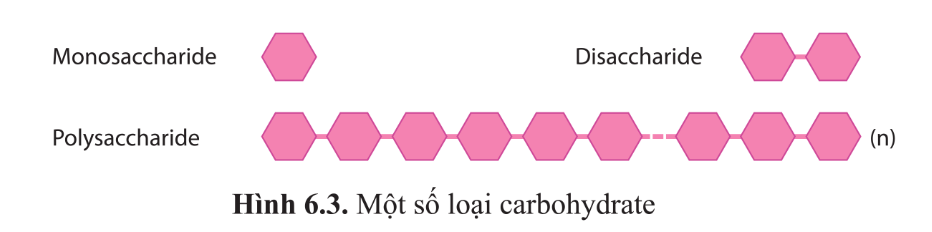 Monosaccharide
Disaccharide
Polysaccharide
(n)
Hình 6.3. Một số loại carbohydrate